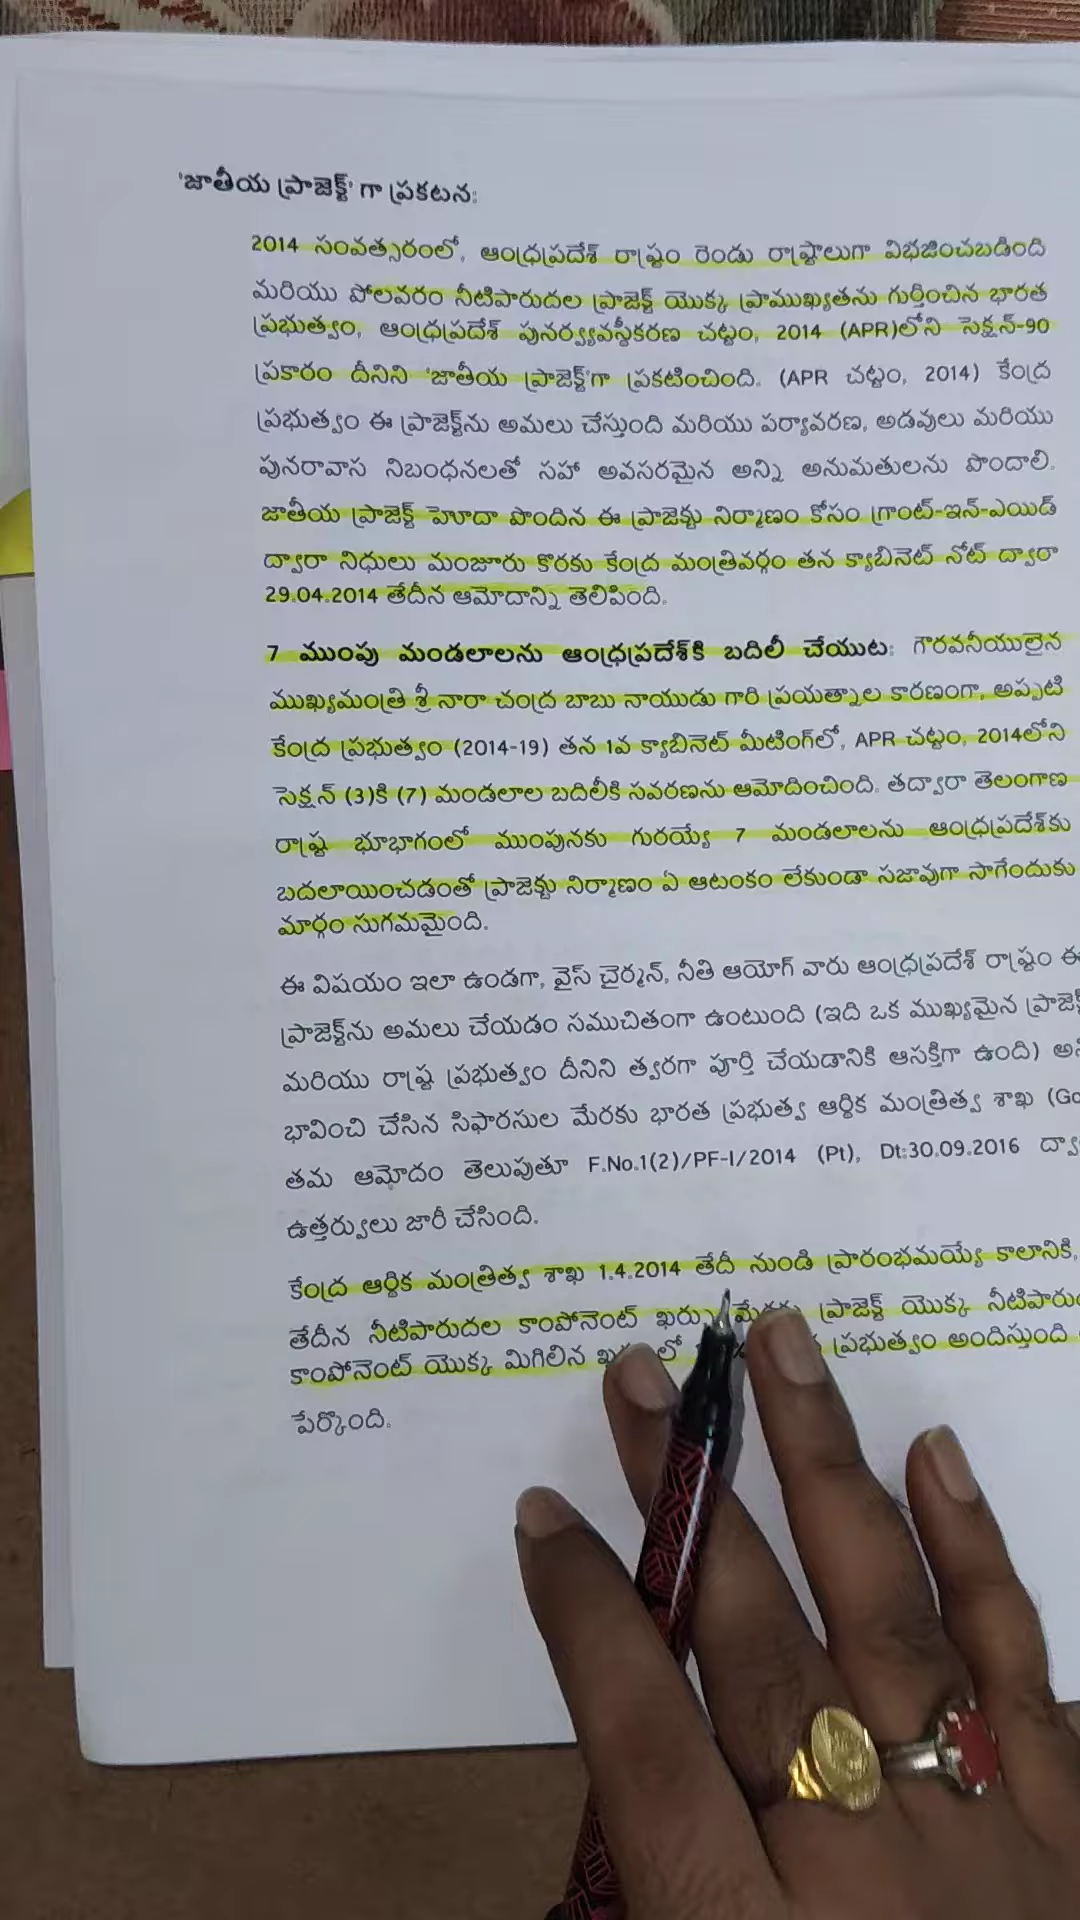 'జాతీయ ప్రాజెక్ట్' గా ప్రకటన:
2014 సంవత్సరంలో, ఆంధ్రప్రదేశ్ రాష్ట్రం రెండు రాష్ట్రాలుగా విభజించబడింది
మరియు పోలవరం నీటిపారుదల ప్రాజెక్ట్ యొక్క ప్రాముఖ్యతను గుర్తించిన భారత
ప్రభుత్వం, ఆంధ్రప్రదేశ్ పునర్వ్యవస్థీకరణ చట్టం, 2014 (APR)లోని సెక్షన్-90
ప్రకారం దీనిని 'జాతీయ ప్రాజెక్ట్'గా ప్రకటించింది. (APR చట్టం, 2014) కేంద్ర
ప్రభుత్వం ఈ ప్రాజెక్ట్‌ను అమలు చేస్తుంది మరియు పర్యావరణ, అడవులు మరియు
పునరావాస నిబంధనలతో సహా అవసరమైన అన్ని అనుమతులను పొందాలి.
జాతీయ ప్రాజెక్ట్ హెూదా పొందిన ఈ ప్రాజెక్టు నిర్మాణం కోసం గ్రాంట్-ఇన్-ఎయిడ్
ద్వారా నిధులు మంజూరు కొరకు కేంద్ర మంత్రివర్గం తన క్యాబినెట్ నోట్ ద్వారా
29.04.2014 తేదీన ఆమోదాన్ని తెలిపింది.
7 ముంపు మండలాలను ఆంధ్రప్రదేశ్‌కి బదిలీ చేయుట: గౌరవనీయులైన
ముఖ్యమంత్రి శ్రీ నారా చంద్ర బాబు నాయుడు గారి ప్రయత్నాల కారణంగా, అప్పటి
కేంద్ర ప్రభుత్వం (2014-19) తన 1వ క్యాబినెట్ మీటింగ్‌లో, APR చట్టం, 2014లోని
సెక్షన్ (3)కి (7) మండలాల బదిలీకి సవరణను ఆమోదించింది. తద్వారా తెలంగాణ
రాష్ట్ర భూభాగంలో ముంపునకు గురయ్యే 7 మండలాలను ఆంధ్రప్రదేశ్‌కు
బదలాయించడంతో ప్రాజెక్టు నిర్మాణం ఏ ఆటంకం లేకుండా సజావుగా సాగేందుకు
మార్గం సుగమమైంది.
ఈ విషయం ఇలా ఉండగా, వైస్ చైర్మన్, నీతి ఆయోగ్ వారు ఆంధ్రప్రదేశ్ రాష్ట్రం ఈ
ప్రాజెక్ట్‌ను అమలు చేయడం సముచితంగా ఉంటుంది (ఇది ఒక ముఖ్యమైన
మరియు రాష్ట్ర ప్రభుత్వం దీనిని త్వరగా పూర్తి చేయడానికి ఆసక్తిగా ఉంది)
భావించి చేసిన సిఫారసుల మేరకు భారత ప్రభుత్వ ఆర్థిక మంత్రిత్వ శాఖ
తమ ఆమోదం తెలుపుతూ F.No.1(2)/PF-I/2014 (Pt), Dt:30.09.2016
ఉత్తర్వులు జారీ చేసింది.
కేంద్ర ఆర్థిక మంత్రిత్వ శాఖ 1.4.2014 తేదీ నుండి ప్రారంభమయ్యే కాలానికి,
తేదీన నీటిపారుదల కాంపోనెంట్ ఖర్చు మేరకు ప్రాజెక్ట్ యొక్క
కాంపోనెంట్ యొక్క మిగిలిన ప్రభుత్వం అందిస్తుంది
పేర్కొంది.